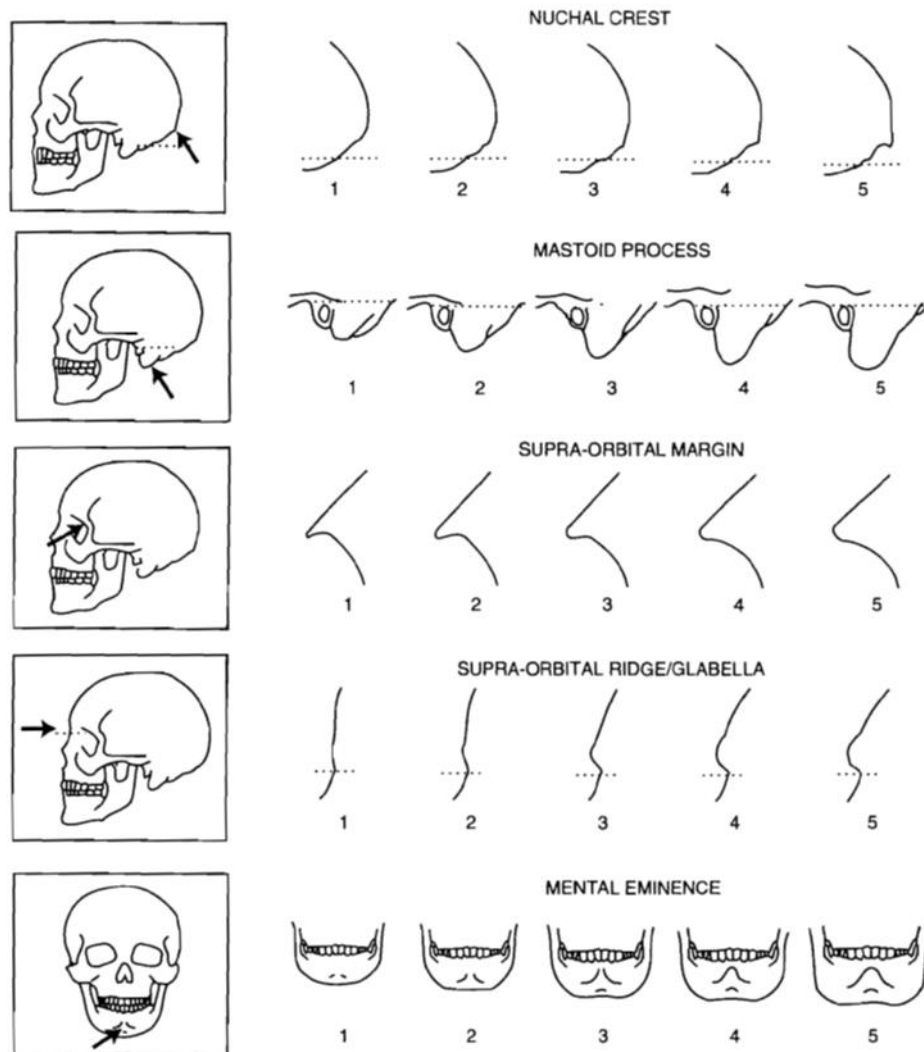 NUCHAL CREST
1 2 3 4 5
MASTOID PROCESS
1 2 3 4 5
SUPRA-ORBITAL MARGIN
1 2 3 4 5
SUPRA-ORBITAL RIDGE/GLABELLA
1 2 3 4 5
MENTAL EMINENCE
1 2 3 4 5